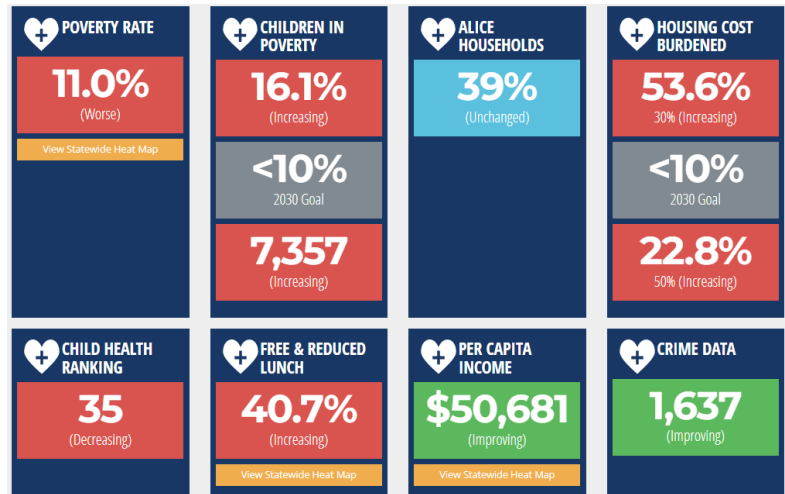 POVERTY RATE
11.0%
(Worse)
View Statewide Heat Map
CHILDREN IN
POVERTY
16.1%
(Increasing)
<10%
2030 Goal
7,357
(Increasing)
ALICE
HOUSEHOLDS
39%
(Unchanged)
HOUSING COST
BURDENED
53.6%
30% (Increasing)
<10%
2030 Goal
22.8%
50% (Increasing)
CHILD HEALTH
RANKING
35
(Decreasing)
FREE & REDUCED
LUNCH
40.7%
(Increasing)
View Statewide Heat Map
PER CAPITA
INCOME
$50,681
(Improving)
View Statewide Heat Map
CRIME DATA
1,637
(Improving)